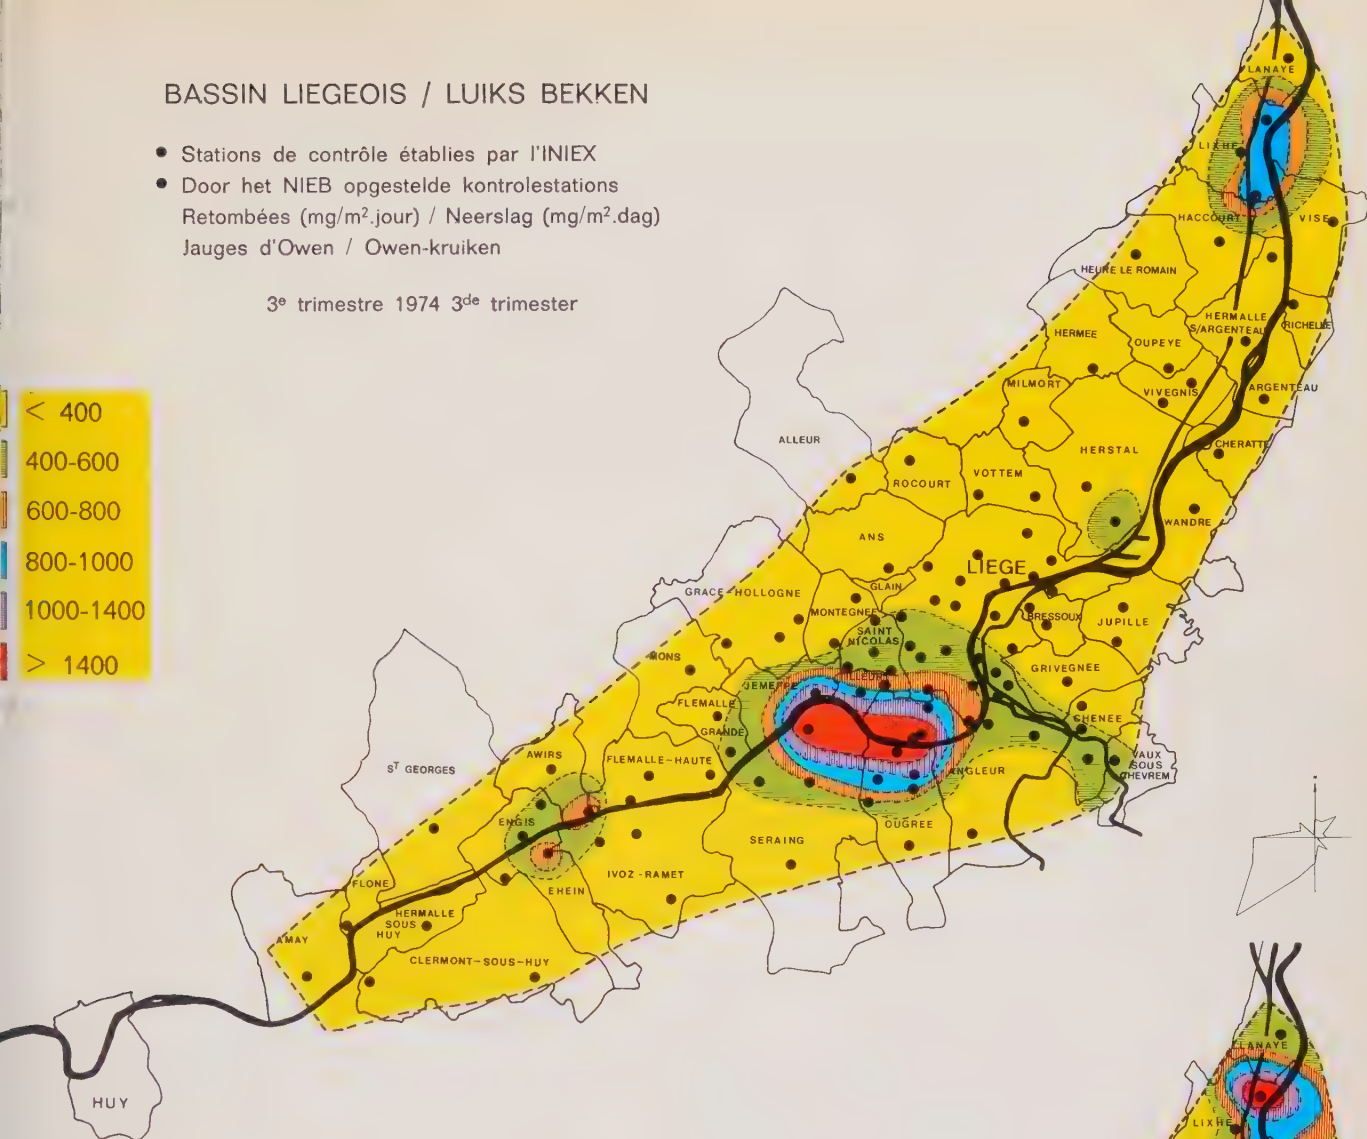 BASSIN LIEGEOIS / LUIKS BEKKEN
• Stations de contrôle établies par l'INIEX
• Door het NIEB opgestelde kontrolestations
Retombées (mg/m².jour) / Neerslag (mg/m².dag)
Jauges d'Owen / Owen-kruiken
3e trimestre 1974 3de trimester
< 400
400-600
600-800
800-1000
1000-1400
> 1400
LANAYE
LIXHE
HACCOURT
VISE
HEURE LE ROMAIN
HERMALLE
S/ARGENTEAU
RICHELLE
HERMEE
OUPEYE
MILMORT
VIVEGNIS
ARGENTEAU
ALLEUR
HERSTAL
CHERATTE
ROCOURT
VOTTEM
WANDRE
ANS
LIEGE
GLAIN
GRACE-HOLLOGNE
MONTEGNEE
BRESSOUX
JUPILLE
SAINT
NICOLAS
MONS
GRIVEGNEE
JEMEPPE
FLEMALLE
GRANDE
CHENEE
AWIRS
FLEMALLE-HAUTE
ST GEORGES
ANGLEUR
VAUX
SOUS
CHEVREM
ENGIS
OUGREE
SERAING
IVOZ-RAMET
EHEIN
FLONE
HERMALLE
SOUS
HUY
AMAY
CLERMONT-SOUS-HUY
HUY
LANAYE
LIXHE